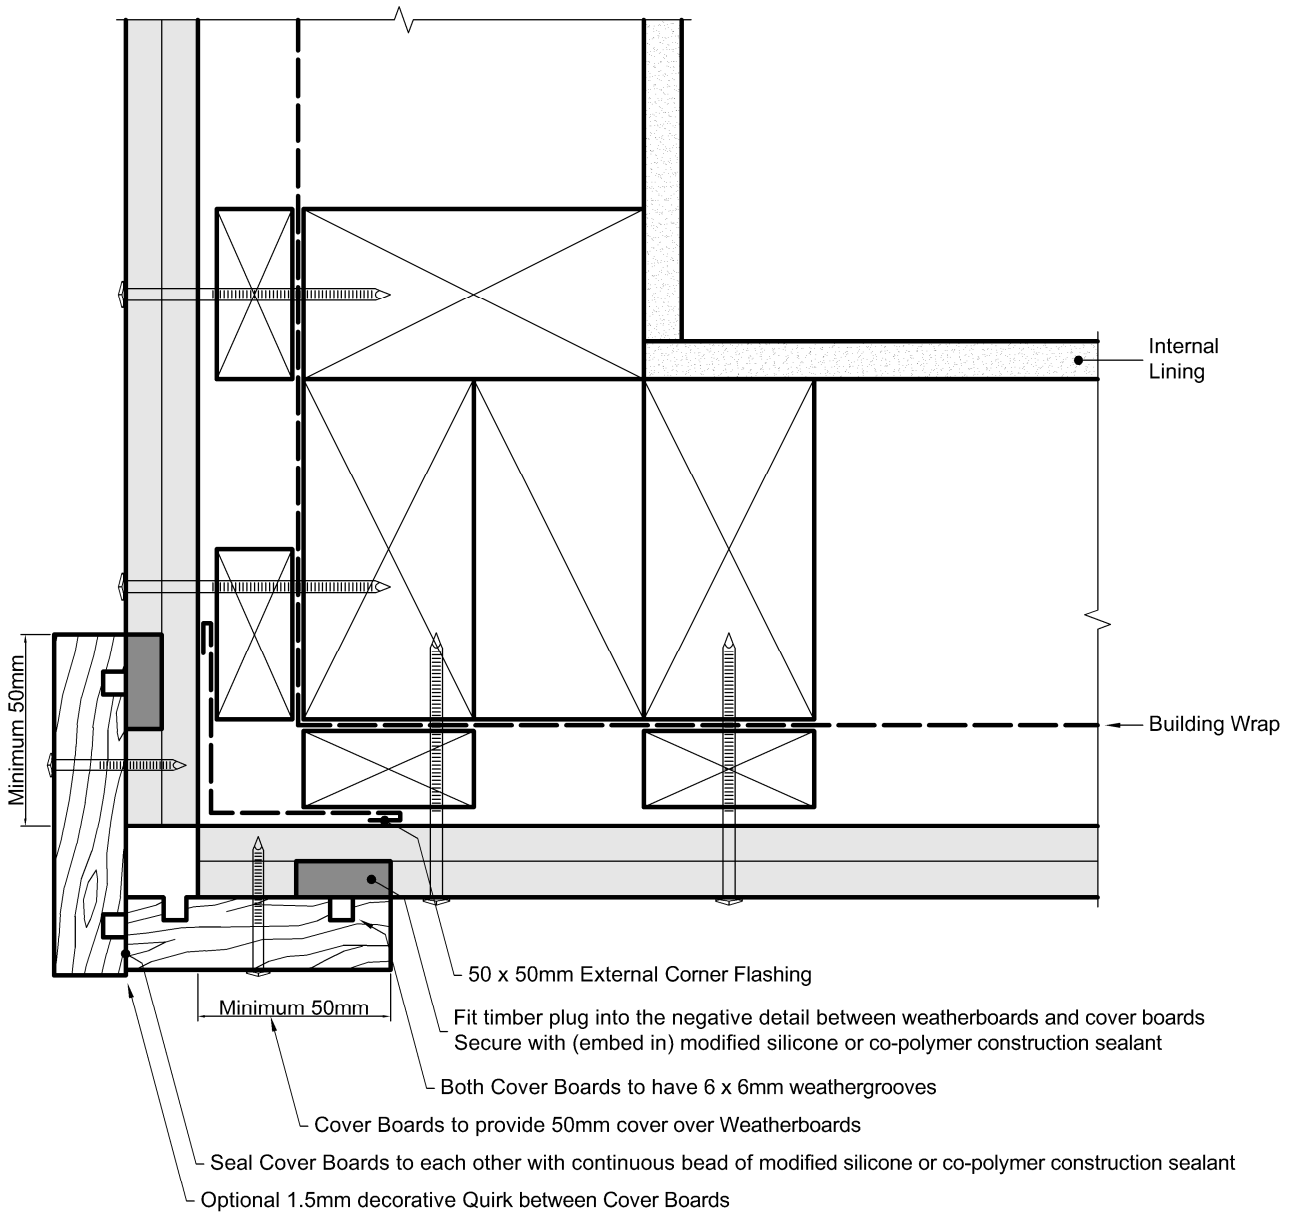 Internal
Lining
Minimum 50mm
Building Wrap
50 x 50mm External Corner Flashing
Minimum 50mm
Fit timber plug into the negative detail between weatherboards and cover boards
Secure with (embed in) modified silicone or co-polymer construction sealant
Both Cover Boards to have 6 x 6mm weathergrooves
Cover Boards to provide 50mm cover over Weatherboards
Seal Cover Boards to each other with continuous bead of modified silicone or co-polymer construction sealant
Optional 1.5mm decorative Quirk between Cover Boards